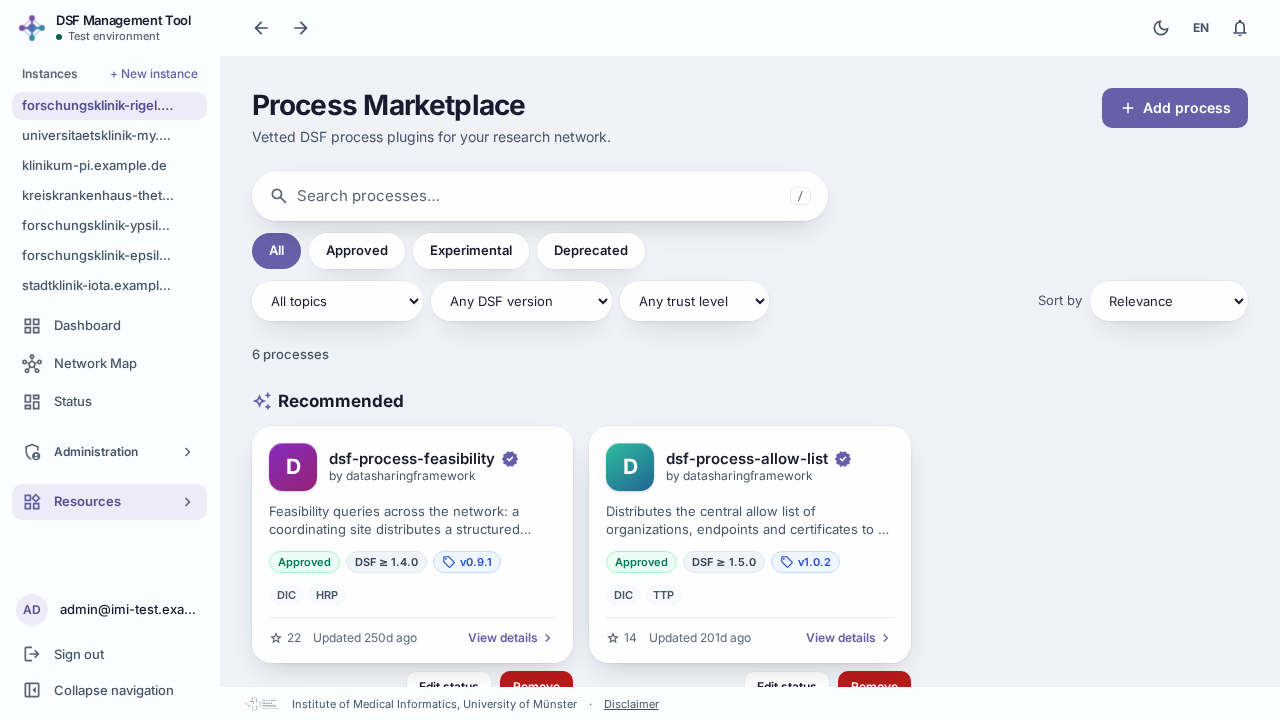 DSF Management Tool
Test environment
EN
Instances
+ New instance
forschungsklinik-rigel....
universitaetsklinik-my....
klinikum-pi.example.de
kreiskrankenhaus-thet...
forschungsklinik-ypsil...
forschungsklinik-epsil...
stadtklinik-iota.exampl...
Dashboard
Network Map
Status
Administration
Resources
AD
admin@imi-test.exa...
Sign out
Collapse navigation
Process Marketplace
Vetted DSF process plugins for your research network.
+ Add process
Search processes...
/
All
Approved
Experimental
Deprecated
All topics
Any DSF version
Any trust level
Sort by
Relevance
6 processes
Recommended
D
dsf-process-feasibility
by datasharingframework
Feasibility queries across the network: a
coordinating site distributes a structured...
Approved
DSF ≥ 1.4.0
v0.9.1
DIC
HRP
22
Updated 250d ago
View details
Edit status
Remove
D
dsf-process-allow-list
by datasharingframework
Distributes the central allow list of
organizations, endpoints and certificates to ...
Approved
DSF ≥ 1.5.0
v1.0.2
DIC
TTP
14
Updated 201d ago
View details
Edit status
Remove
Institute of Medical Informatics, University of Münster
·
Disclaimer